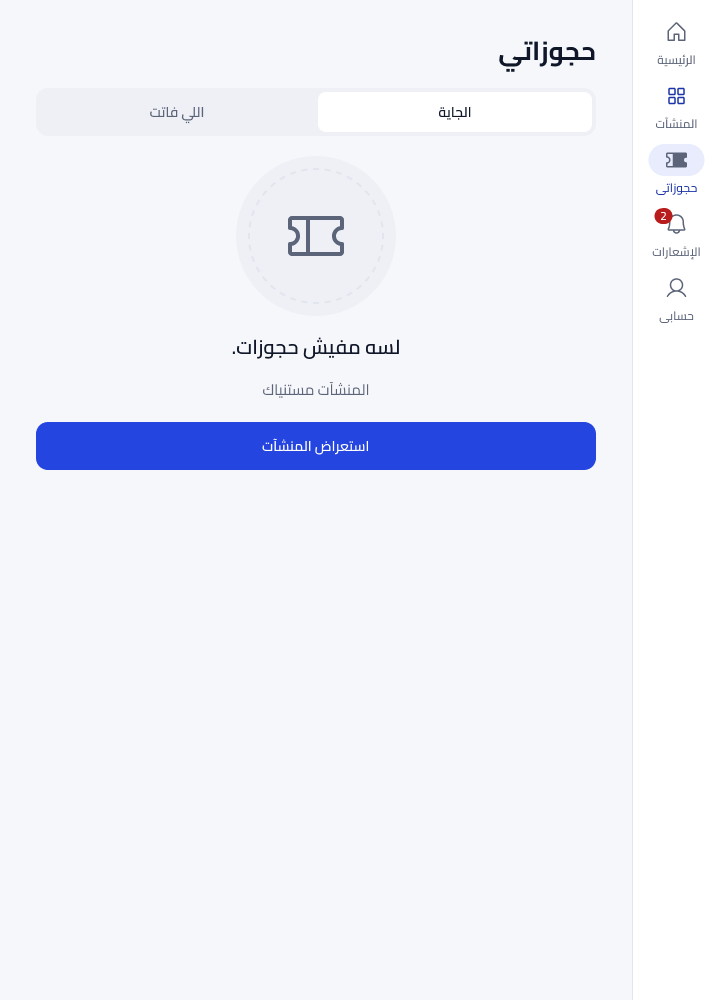 الرئيسية
المنشآت
حجوزاتي
2
الإشعارات
حسابي
حجوزاتي
الجاية
اللي فاتت
لسه مفيش حجوزات.
المنشآت مستنياك
استعراض المنشآت